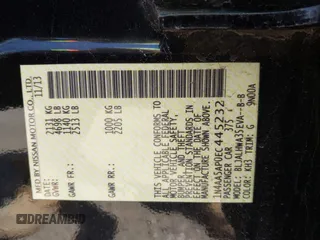 MFD BY NISSAN MOTOR CO., LTD.
11/13
GVWR 2131 KG
4698 LB
GAWR FR. 1140 KG
2513 LB
GAWR RR. 1000 KG
2205 LB
THIS VEHICLE CONFORMS TO
ALL APPLICABLE FEDERAL
MOTOR VEHICLE SAFETY,
BUMPER AND THEFT
PREVENTION STANDARDS
IN EFFECT ON THE DATE OF
MANUFACTURE SHOWN ABOVE
1N4AA5AP0EC445232
PASSENGER CAR 375
COLOR: KH3 TRIM: G 9N00A